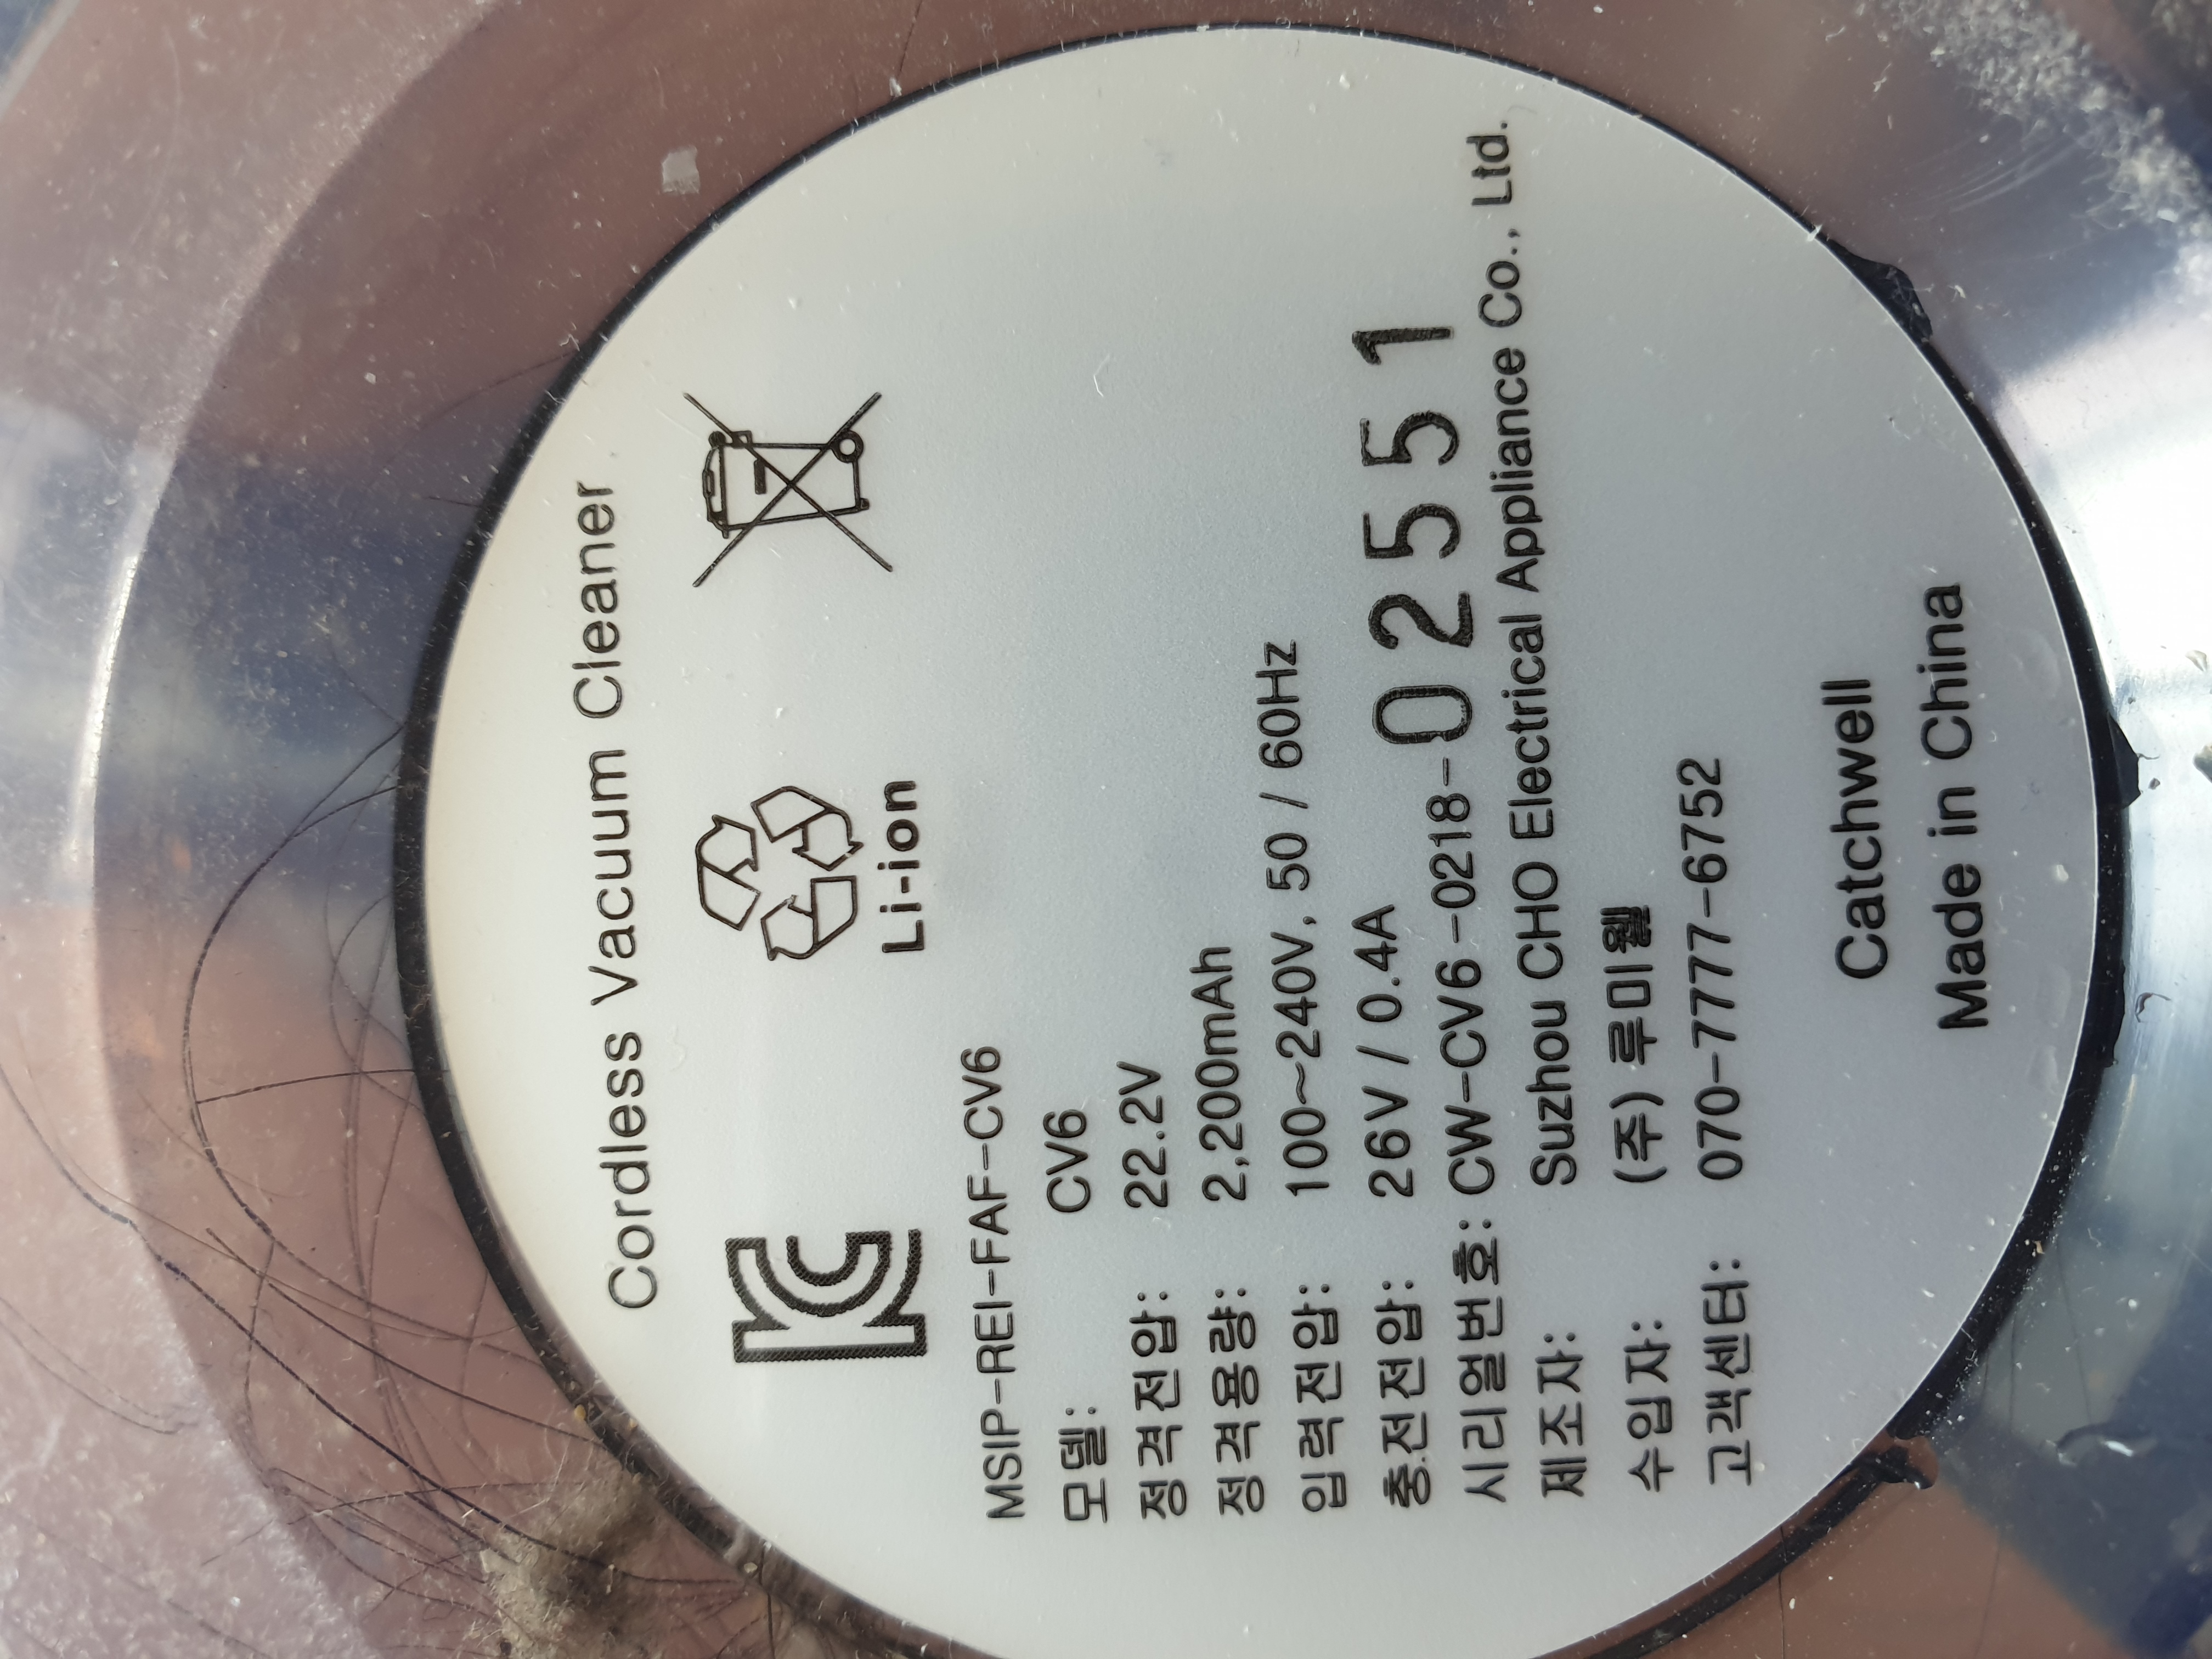 Cordless Vacuum Cleaner
Li-ion
MSIP-REI-FAF-CV6
모델: CV6
정격전압: 22.2V
정격용량: 2,200mAh
입력전압: 100~240V, 50 / 60Hz
충전전압: 26V / 0.4A
시리얼번호: CW-CV6-0218-02551
제조자: Suzhou CHO Electrical Appliance Co., Ltd.
수입자: (주) 루미웰
고객센터: 070-7777-6752
Catchwell
Made in China